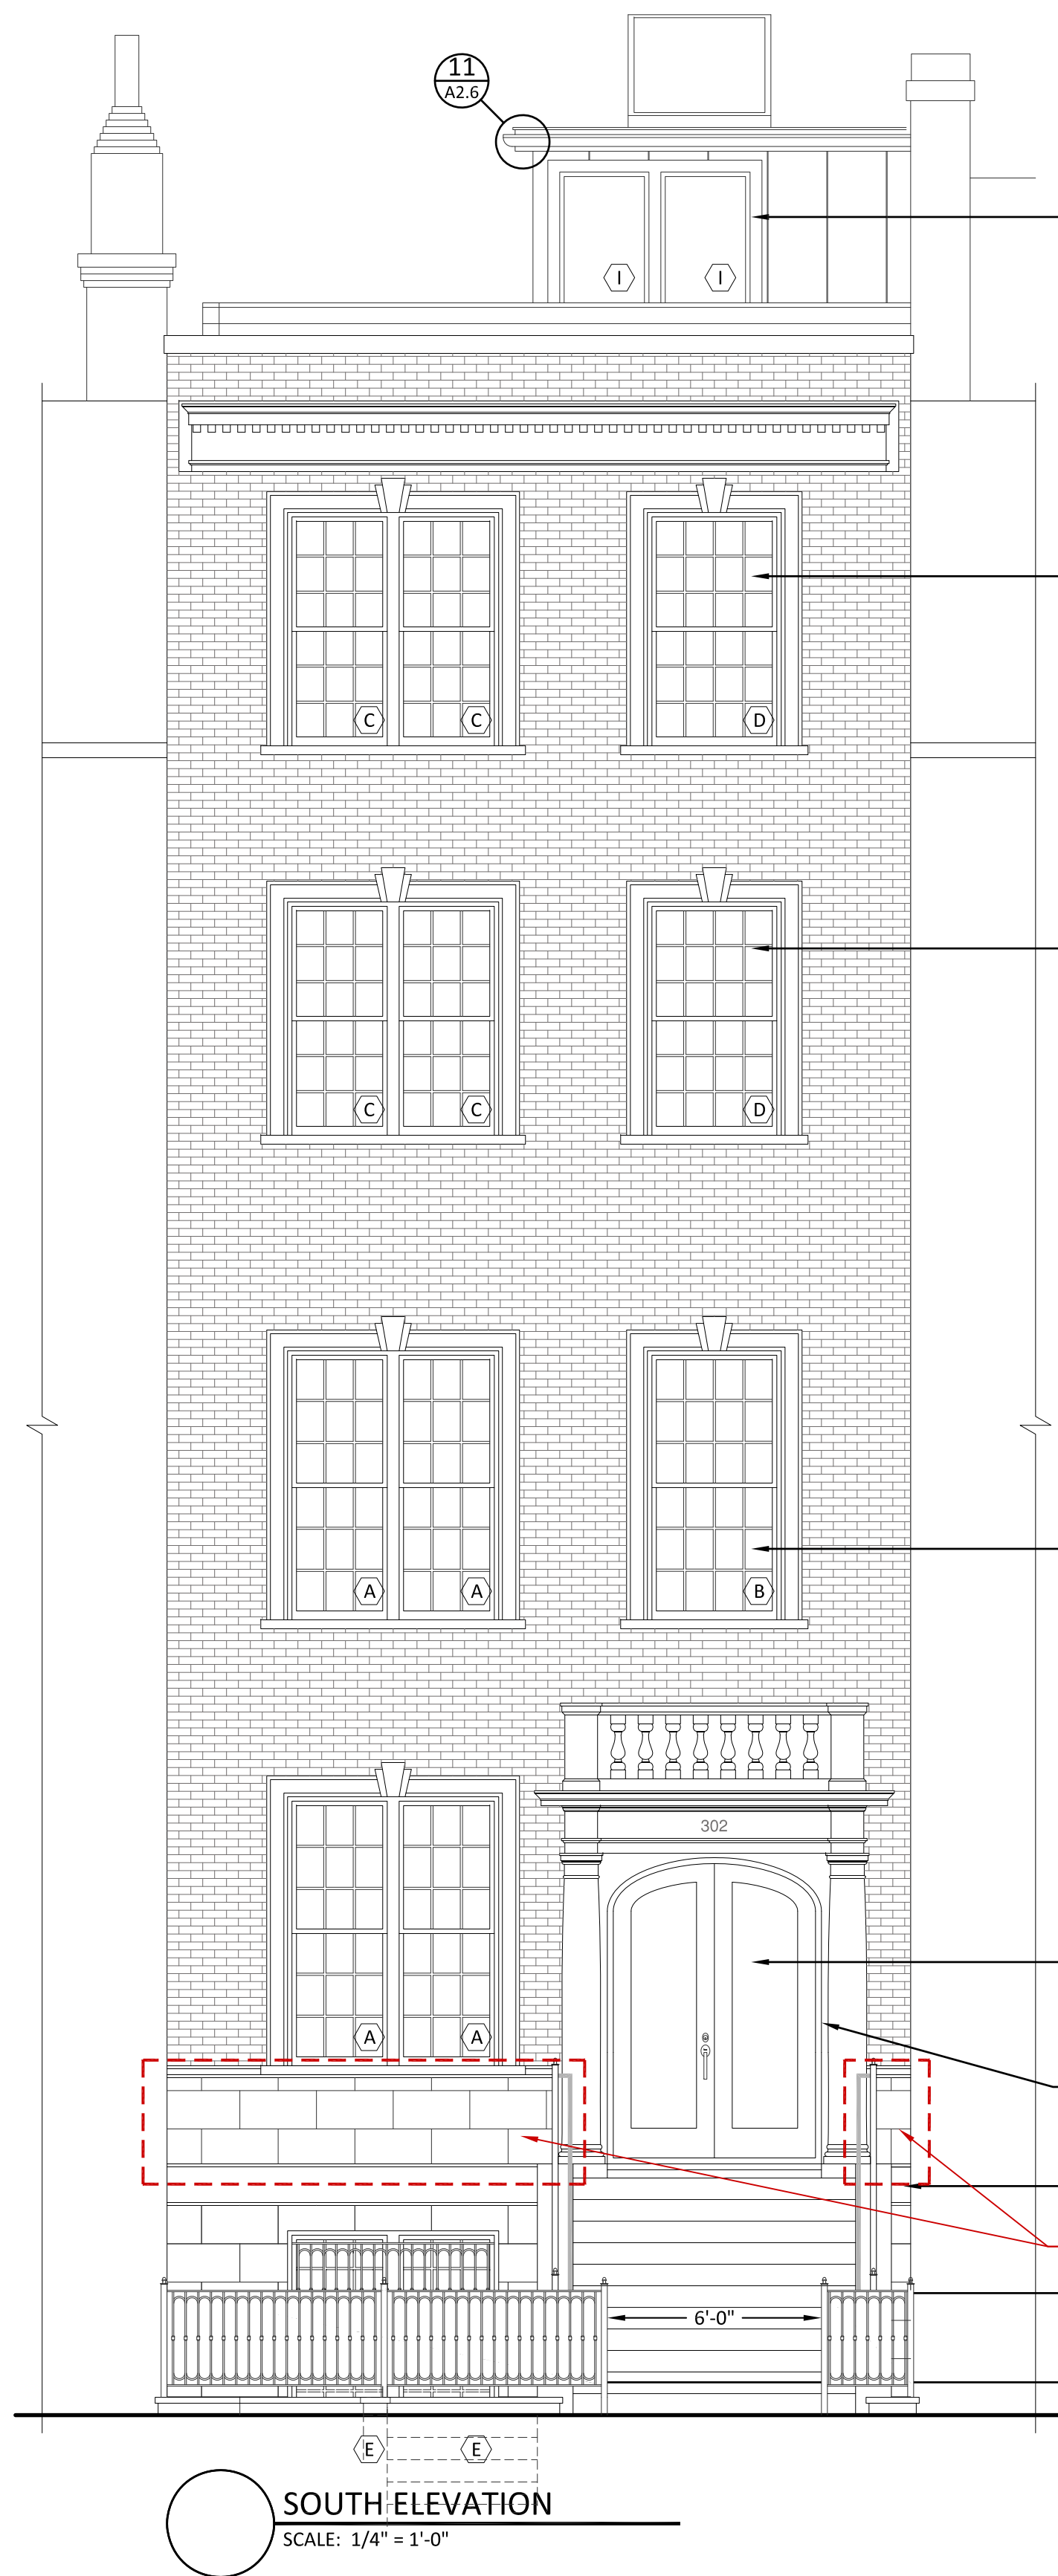 11
A2.6
I I
C C D
C C D
A A B
302
A A
6'-0"
E E
SOUTH ELEVATION
SCALE: 1/4" = 1'-0"